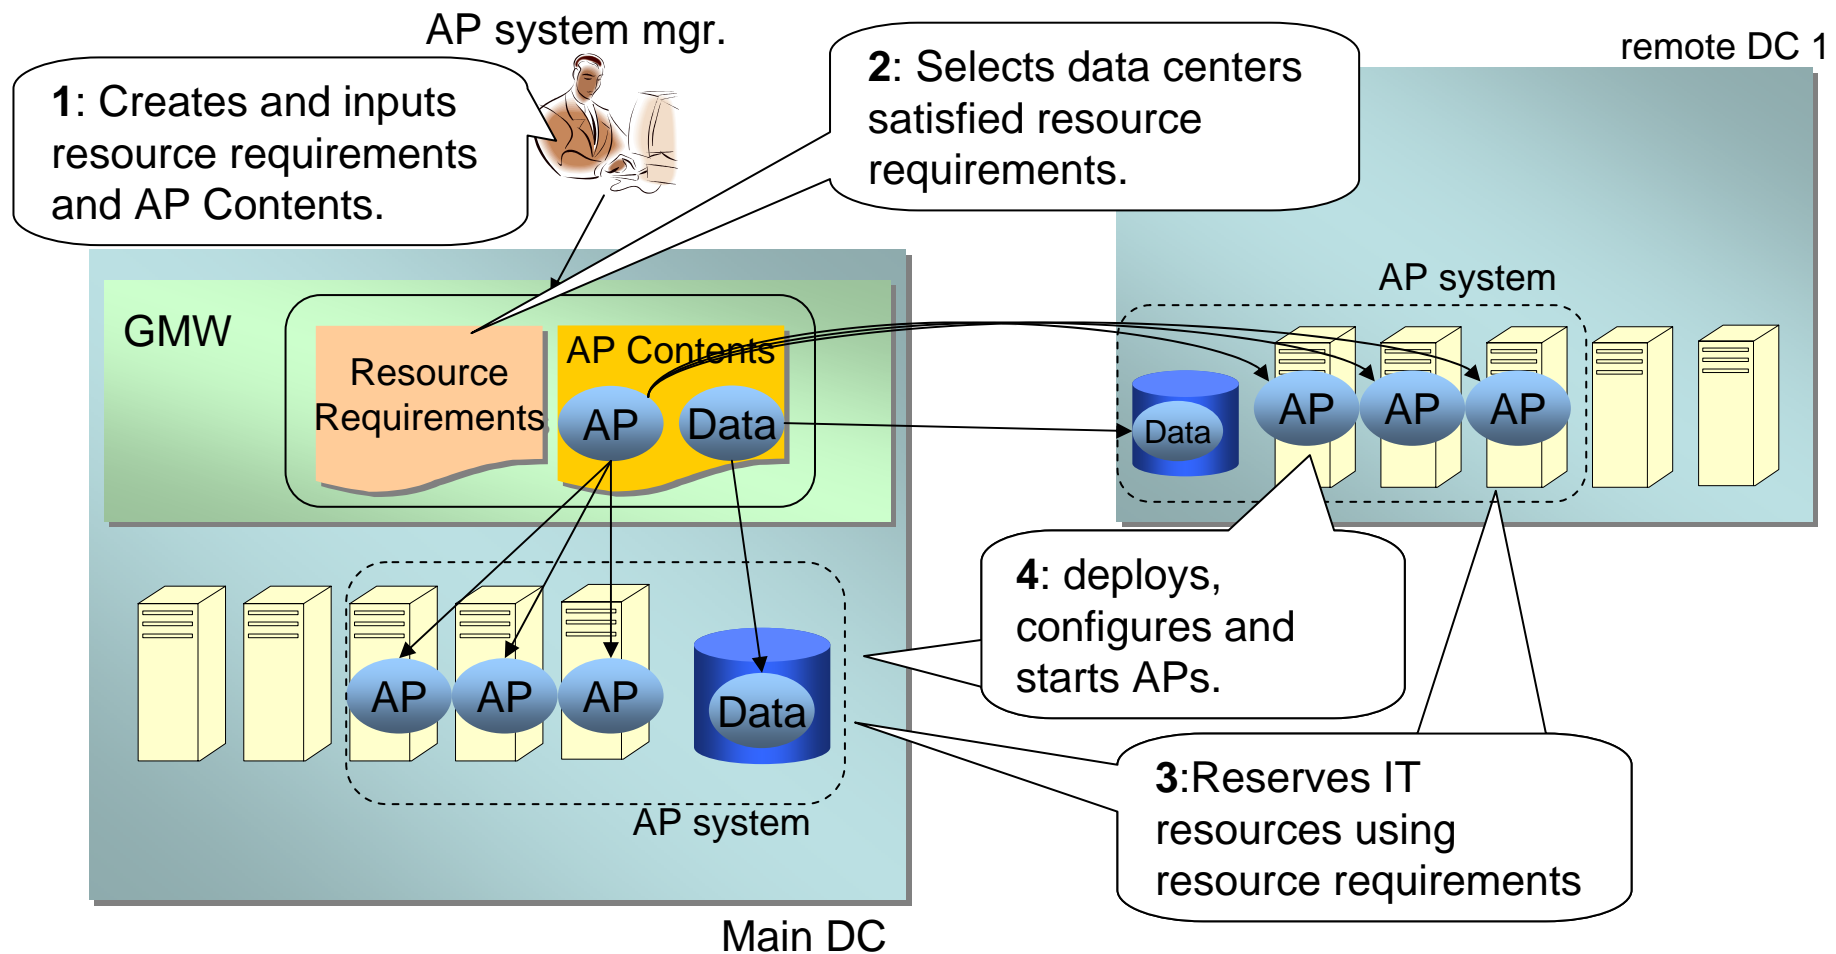 AP system mgr.
remote DC 1
1: Creates and inputs
resource requirements
and AP Contents.
2: Selects data centers
satisfied resource
requirements.
GMW
Resource
Requirements
AP Contents
AP
Data
AP system
Data
AP
AP
AP
4: deploys,
configures and
starts APs.
AP
AP
AP
Data
AP system
3:Reserves IT
resources using
resource requirements
Main DC